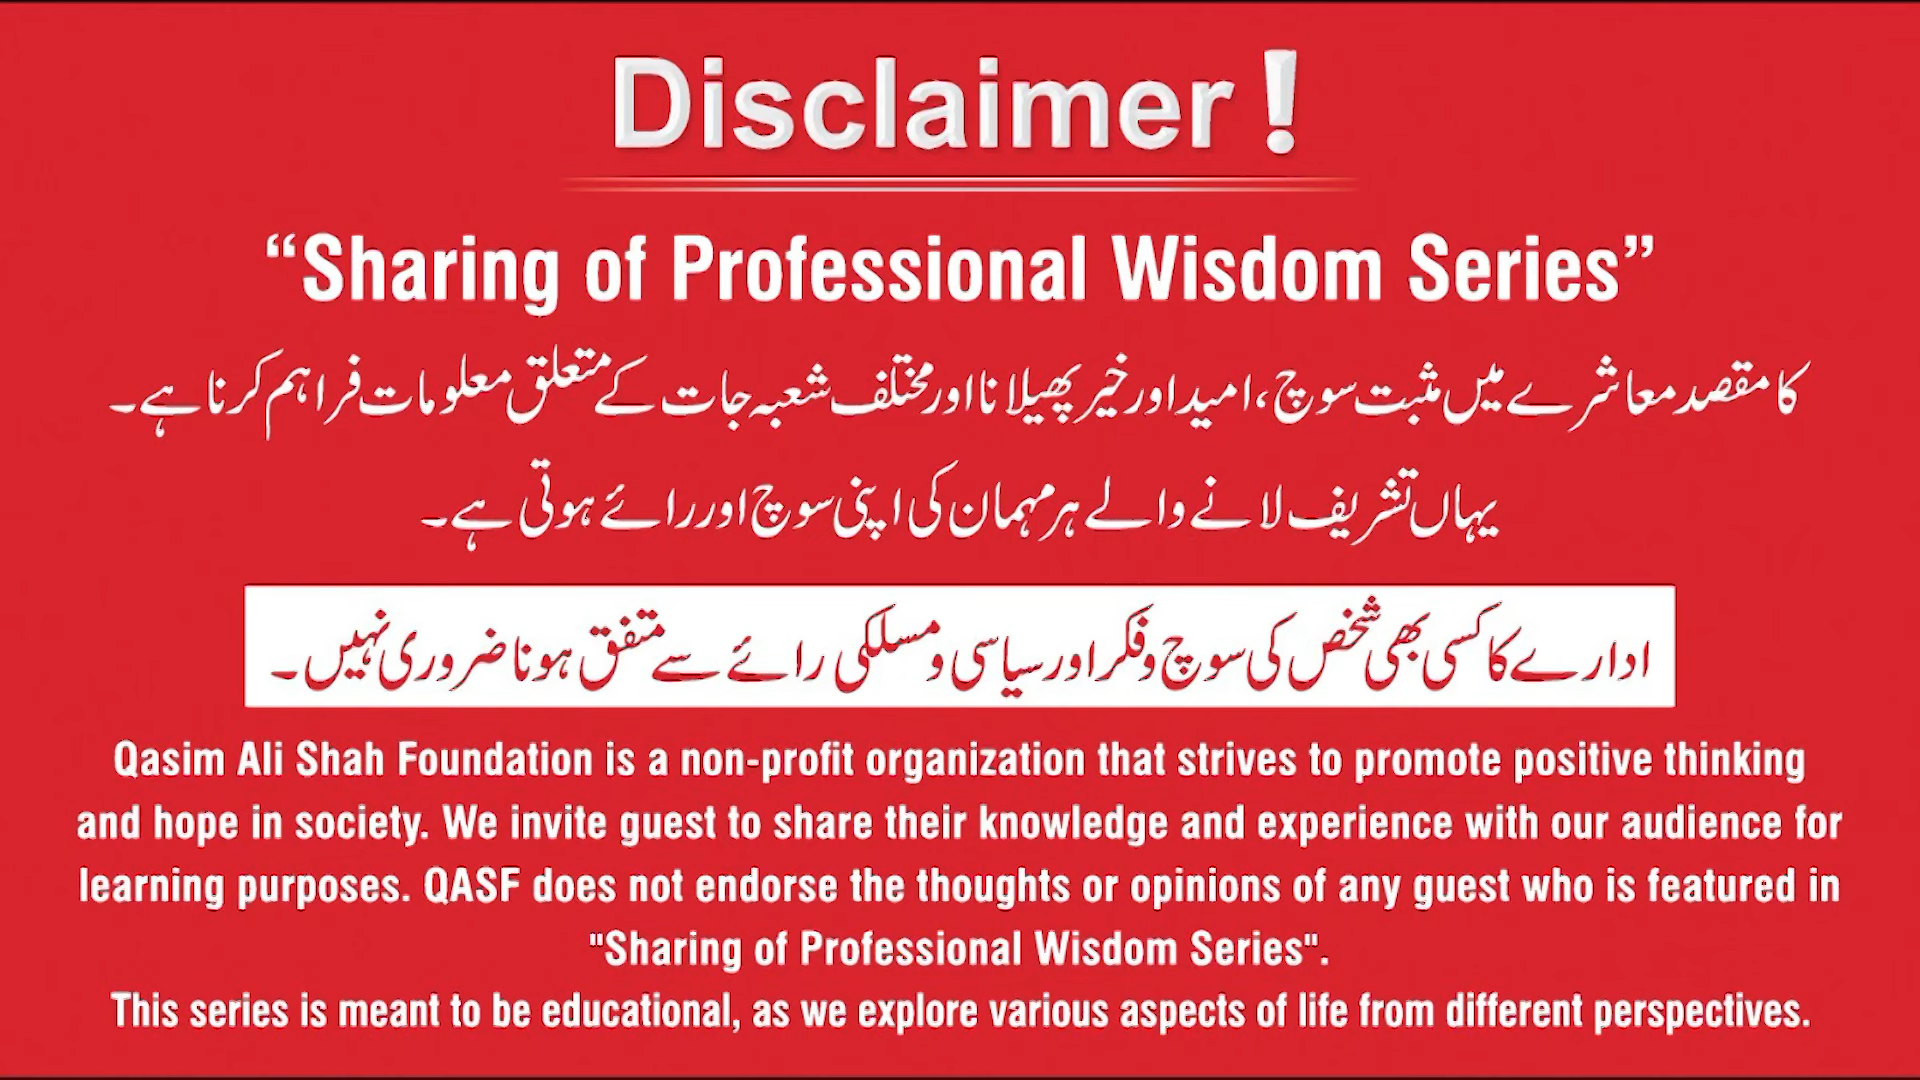 Disclaimer!
“Sharing of Professional Wisdom Series”
کا مقصد معاشرے میں مثبت سوچ، امید اور خیر پھیلانا اور مختلف شعبہ جات کے متعلق معلومات فراہم کرنا ہے۔
یہاں تشریف لانے والے ہر مہمان کی اپنی سوچ اور رائے ہوتی ہے۔
ادارے کا کسی بھی شخص کی سوچ و فکر اور سیاسی و مسلکی رائے سے متفق ہونا ضروری نہیں۔
Qasim Ali Shah Foundation is a non-profit organization that strives to promote positive thinking
and hope in society. We invite guest to share their knowledge and experience with our audience for
learning purposes. QASF does not endorse the thoughts or opinions of any guest who is featured in
"Sharing of Professional Wisdom Series".
This series is meant to be educational, as we explore various aspects of life from different perspectives.